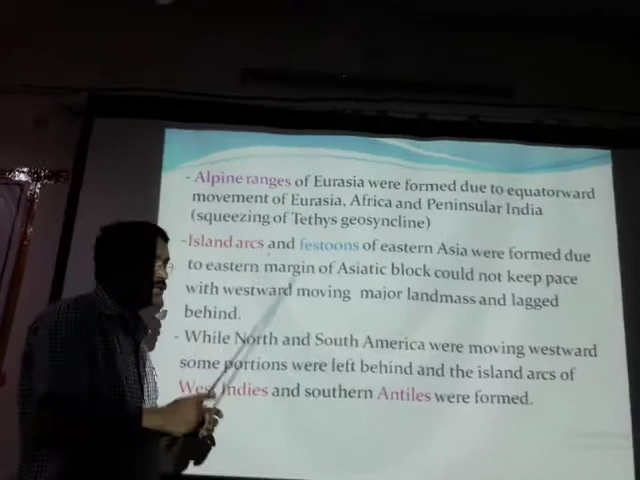 - Alpine ranges of Eurasia were formed due to equatorward
movement of Eurasia, Africa and Peninsular India
(squeezing of Tethys geosyncline)
-Island arcs and festoons of eastern Asia were formed due
to eastern margin of Asiatic block could not keep pace
with westward moving major landmass and lagged
behind.
- While North and South America were moving westward
some portions were left behind and the island arcs of
West Indies and southern Antiles were formed.